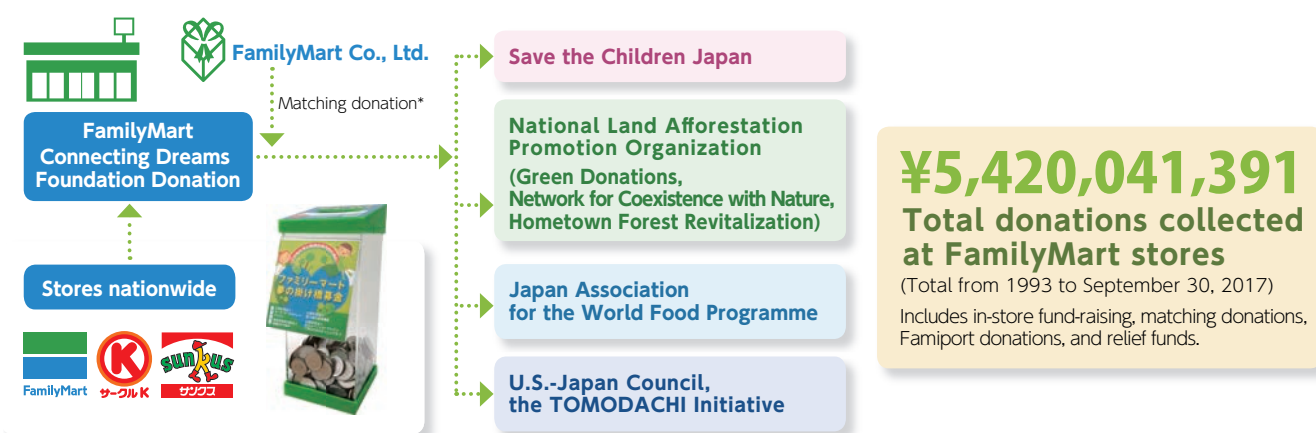 FamilyMart Co., Ltd.
Matching donation*
FamilyMart
Connecting Dreams
Foundation Donation
Stores nationwide
FamilyMart
K
サークルK
sunkus
サンクス
ファミリーマート
夢の掛け橋募金
Save the Children Japan
National Land Afforestation
Promotion Organization
(Green Donations,
Network for Coexistence with Nature,
Hometown Forest Revitalization)
Japan Association
for the World Food Programme
U.S.-Japan Council,
the TOMODACHI Initiative
¥5,420,041,391
Total donations collected
at FamilyMart stores
(Total from 1993 to September 30, 2017)
Includes in-store fund-raising, matching donations,
Famiport donations, and relief funds.